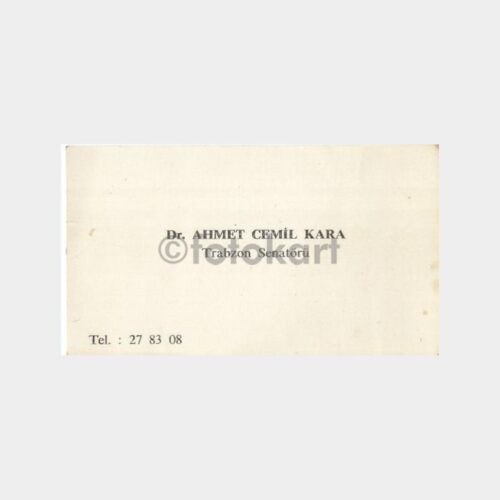 Dr. AHMET CEMİL KARA
©fotokart
Trabzon Senatörü
Tel. : 27 83 08